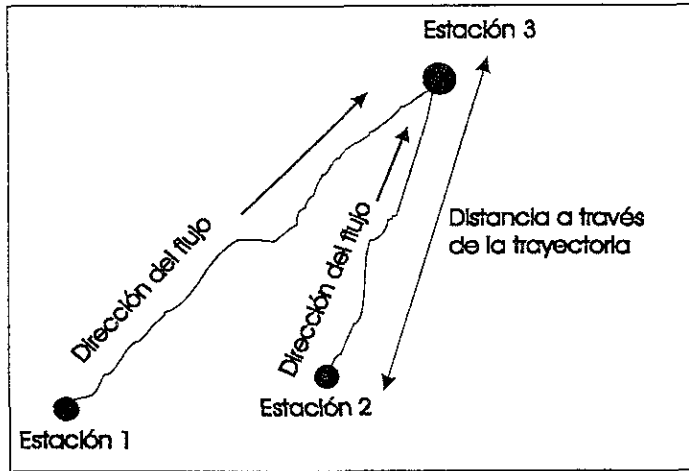 Estación 3
Dirección del flujo
Dirección del flujo
Distancia a través
de la trayectoria
Estación 2
Estación 1